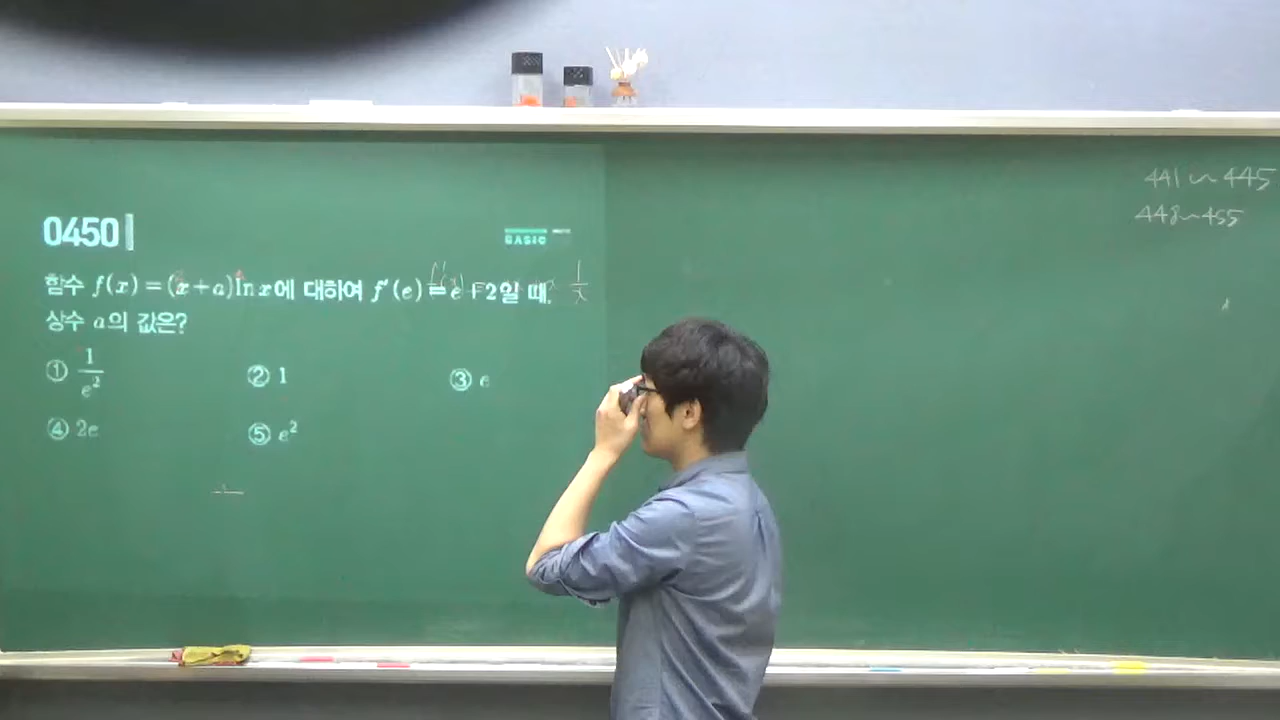 0450
BASIC
함수 f(x) = (x+a)ln x에 대하여 f′(e) = e+2일 때,
상수 a의 값은?
① 1/e² ② 1 ③ e
④ 2e ⑤ e²
441~445
448~455